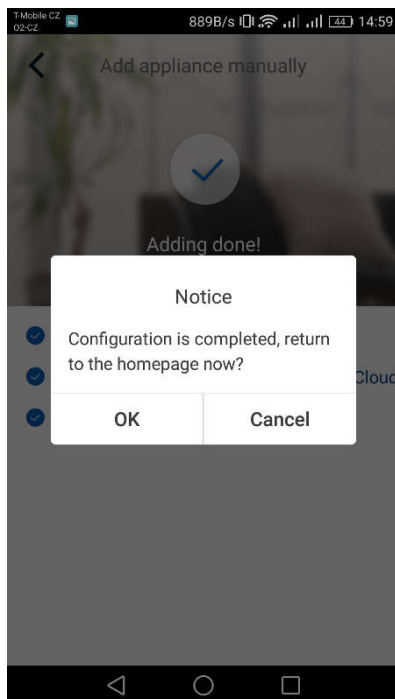 T-Mobile CZ
O2-CZ
889B/s 44 14:59
Add appliance manually
Adding done!
Notice
Configuration is completed, return
to the homepage now?
Cloud
OK Cancel